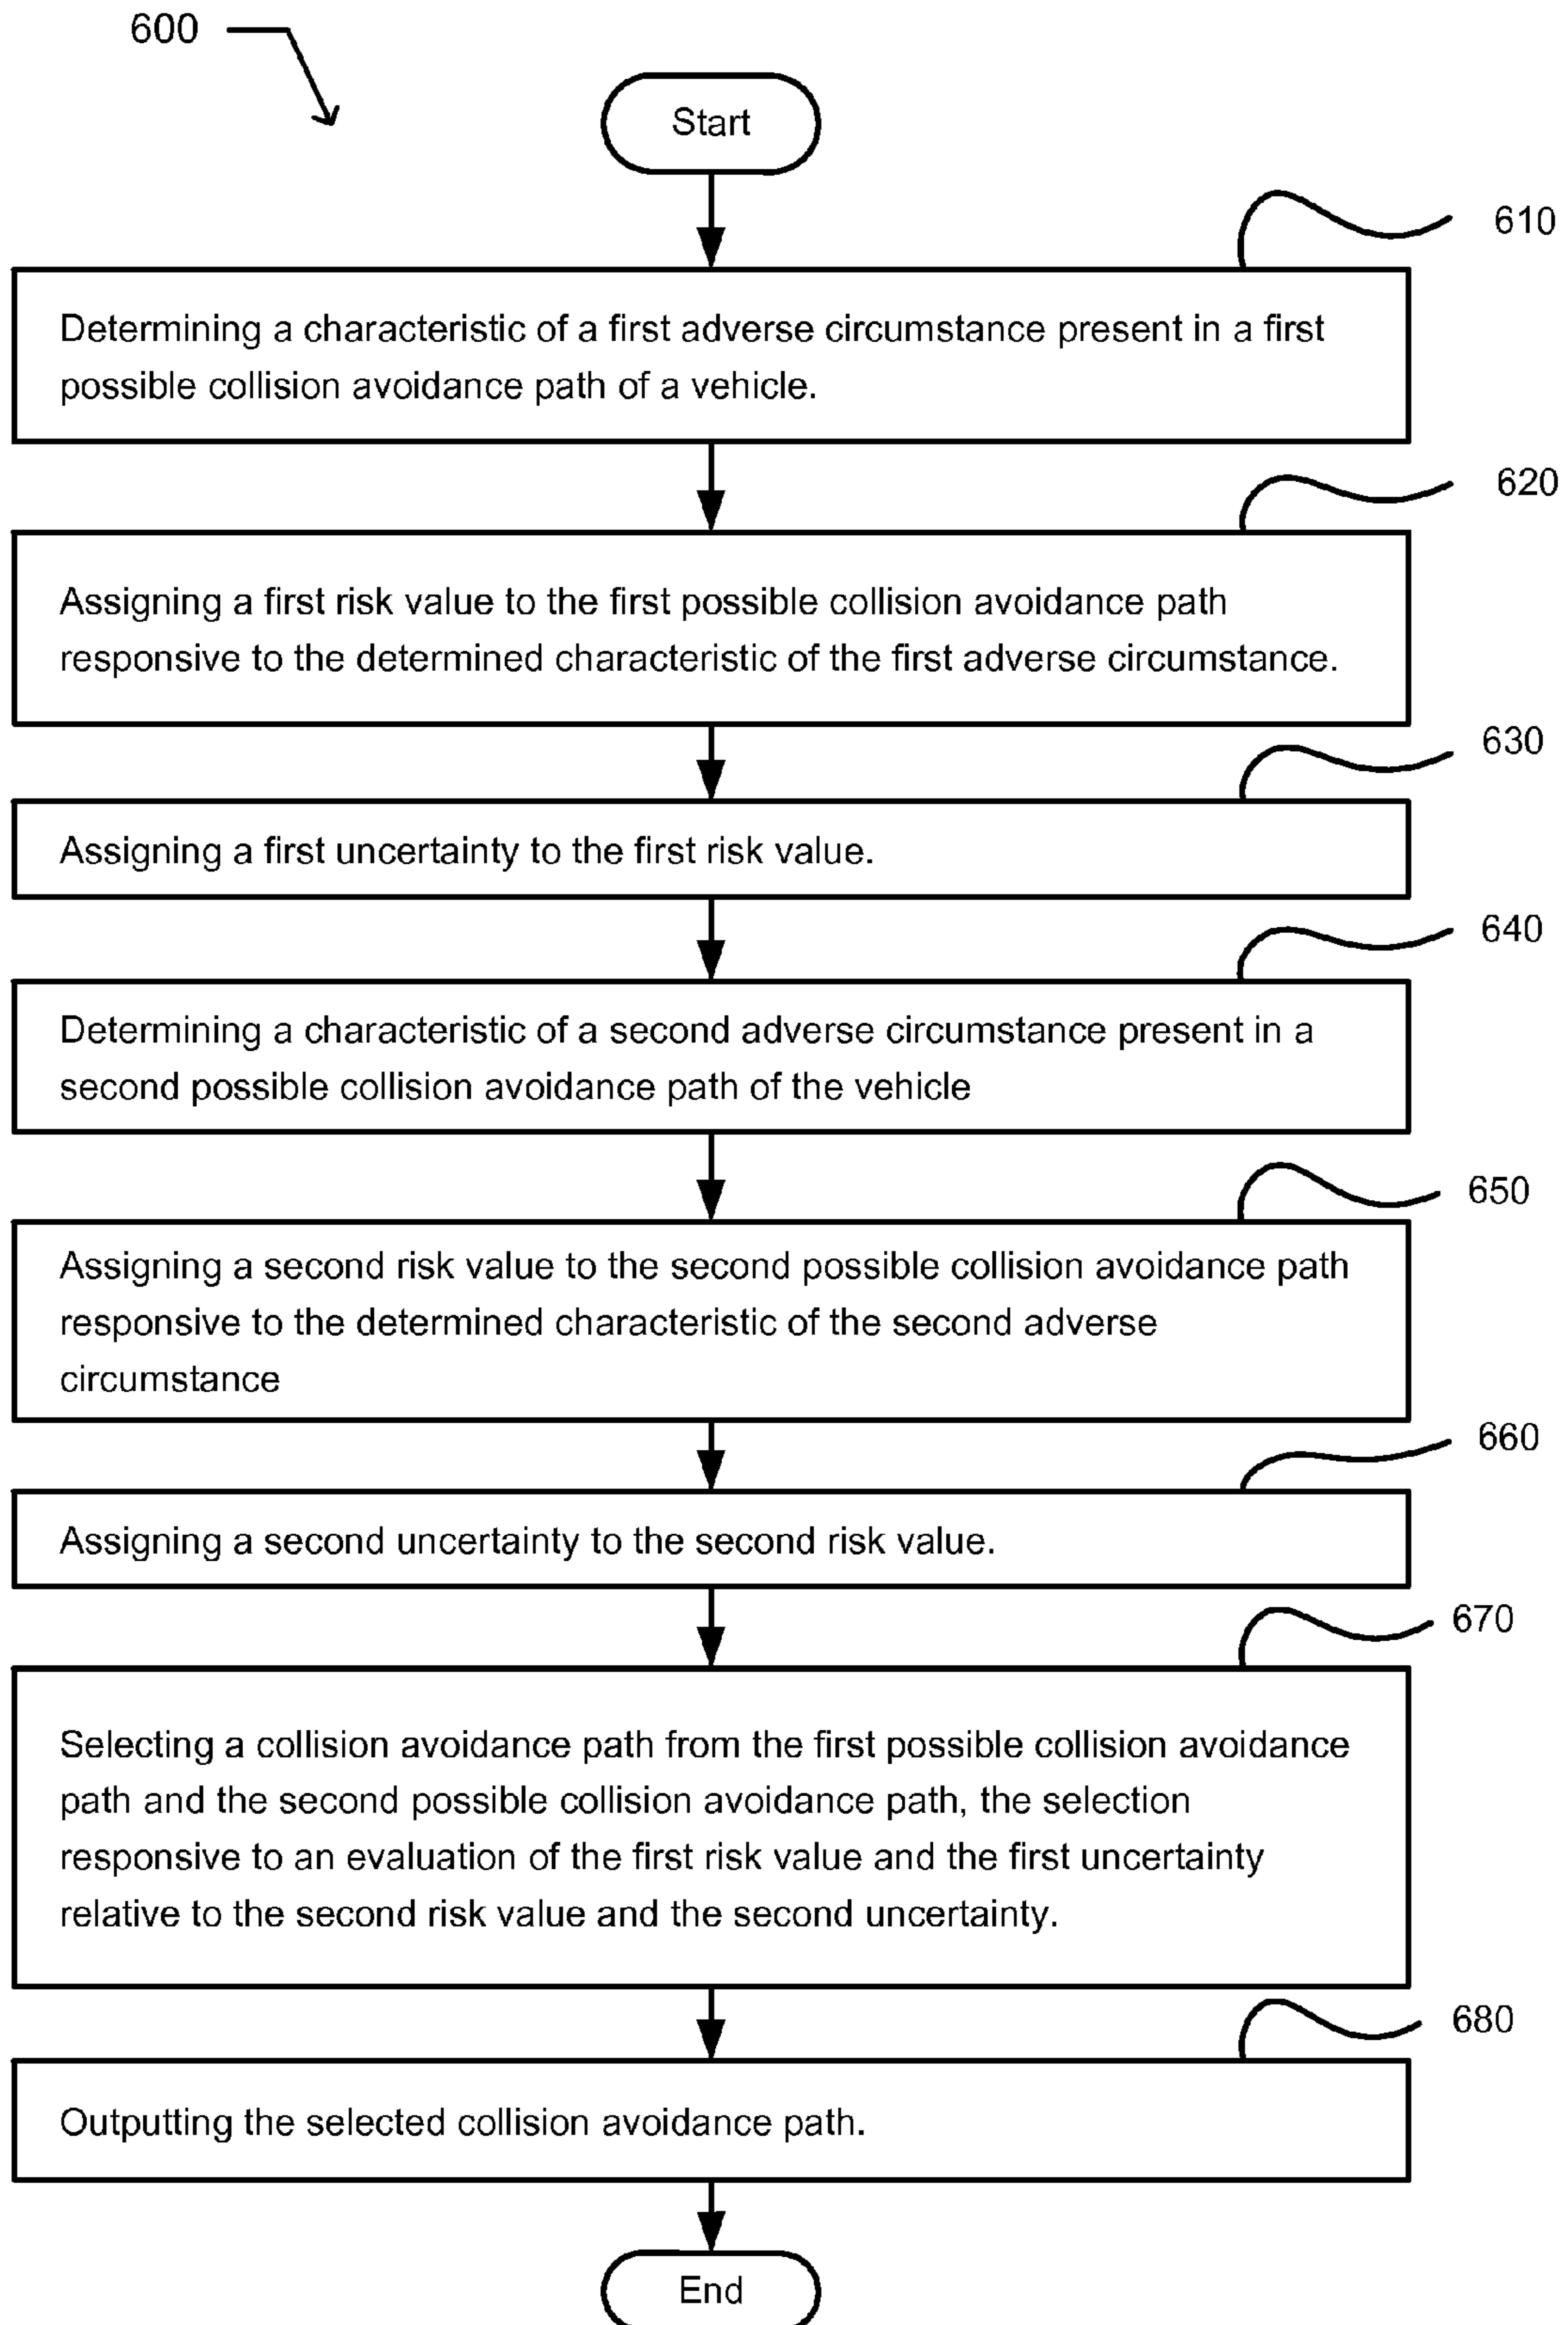 600
Start
610
Determining a characteristic of a first adverse circumstance present in a first
possible collision avoidance path of a vehicle.
620
Assigning a first risk value to the first possible collision avoidance path
responsive to the determined characteristic of the first adverse circumstance.
630
Assigning a first uncertainty to the first risk value.
640
Determining a characteristic of a second adverse circumstance present in a
second possible collision avoidance path of the vehicle
650
Assigning a second risk value to the second possible collision avoidance path
responsive to the determined characteristic of the second adverse
circumstance
660
Assigning a second uncertainty to the second risk value.
670
Selecting a collision avoidance path from the first possible collision avoidance
path and the second possible collision avoidance path, the selection
responsive to an evaluation of the first risk value and the first uncertainty
relative to the second risk value and the second uncertainty.
680
Outputting the selected collision avoidance path.
End